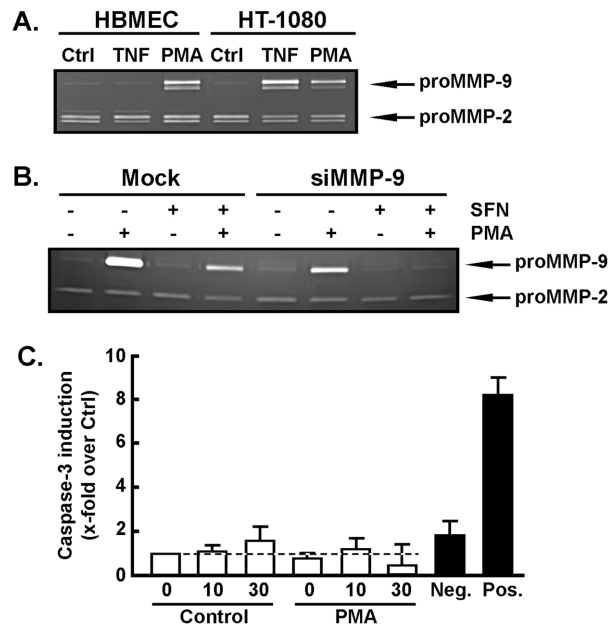 A.
HBMEC HT-1080
Ctrl TNF PMA Ctrl TNF PMA
proMMP-9
proMMP-2
B.
Mock siMMP-9
- - + + - - + + SFN
- + - + - + - + PMA
proMMP-9
proMMP-2
C.
Caspase-3 induction
(x-fold over Ctrl)
10
8
6
4
2
0
0 10 30 0 10 30 Neg. Pos.
Control PMA